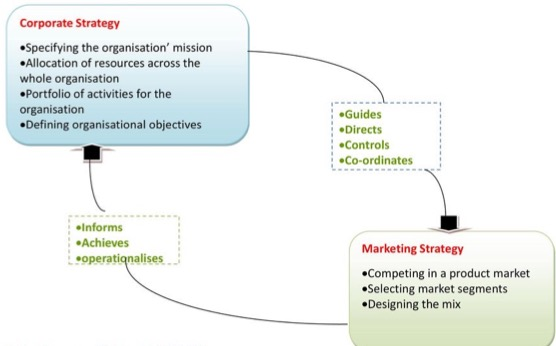 Corporate Strategy
•Specifying the organisation' mission
•Allocation of resources across the
whole organisation
•Portfolio of activities for the
organisation
•Defining organisational objectives
•Guides
•Directs
•Controls
•Co-ordinates
•Informs
•Achieves
•operationalises
Marketing Strategy
•Competing in a product market
•Selecting market segments
•Designing the mix